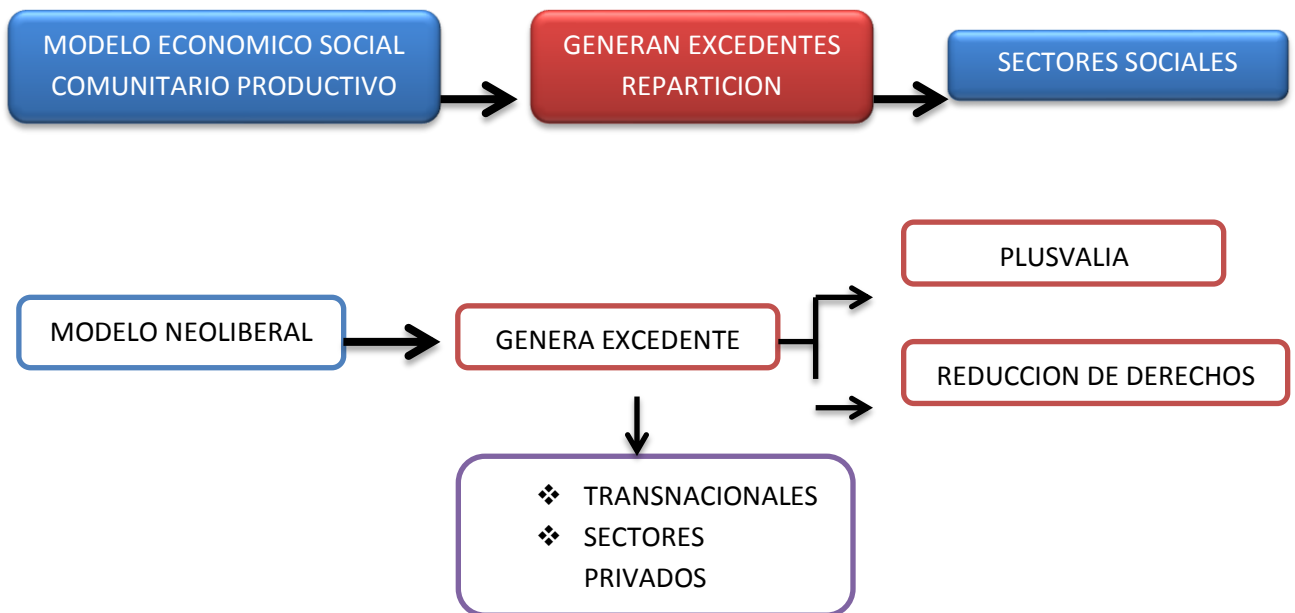 MODELO ECONOMICO SOCIAL
COMUNITARIO PRODUCTIVO
GENERAN EXCEDENTES
REPARTICION
SECTORES SOCIALES
MODELO NEOLIBERAL
GENERA EXCEDENTE
PLUSVALIA
REDUCCION DE DERECHOS
❖ TRANSNACIONALES
❖ SECTORES
PRIVADOS